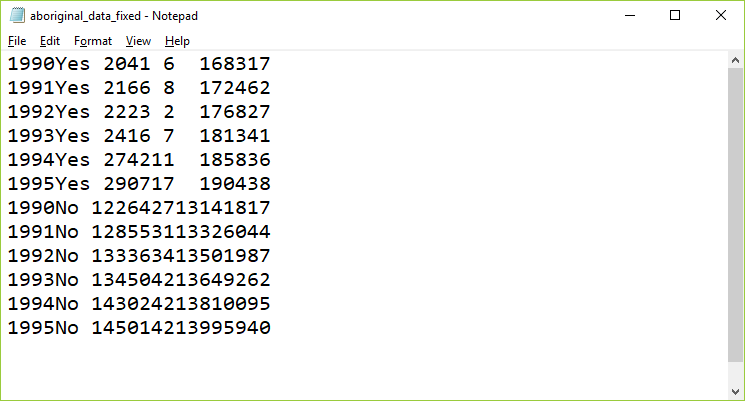 aboriginal_data_fixed - Notepad
File Edit Format View Help
1990Yes 2041 6  168317
1991Yes 2166 8  172462
1992Yes 2223 2  176827
1993Yes 2416 7  181341
1994Yes 274211  185836
1995Yes 290717  190438
1990No 122642713141817
1991No 128553113326044
1992No 133363413501987
1993No 134504213649262
1994No 143024213810095
1995No 145014213995940